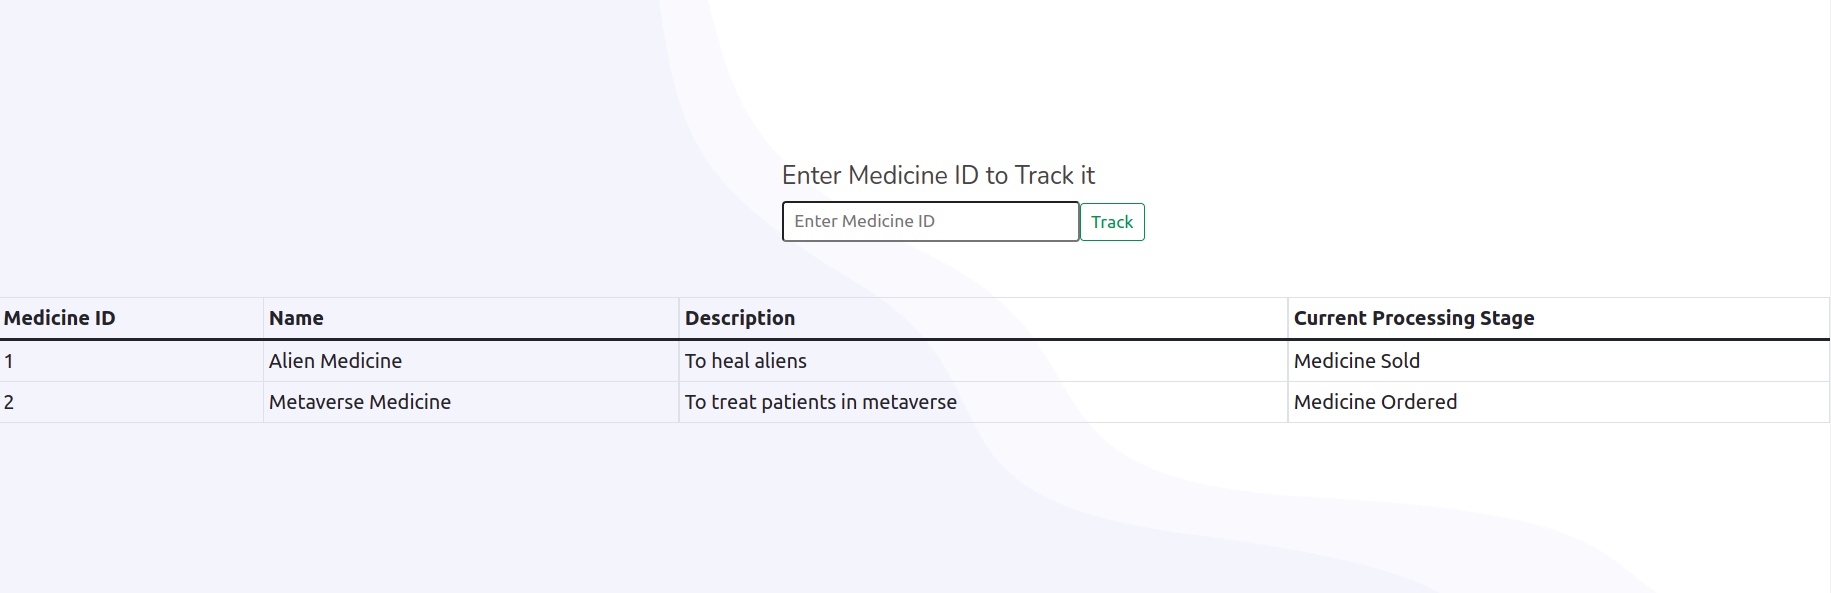 Enter Medicine ID to Track it
Enter Medicine ID Track
Medicine ID Name Description Current Processing Stage
1 Alien Medicine To heal aliens Medicine Sold
2 Metaverse Medicine To treat patients in metaverse Medicine Ordered